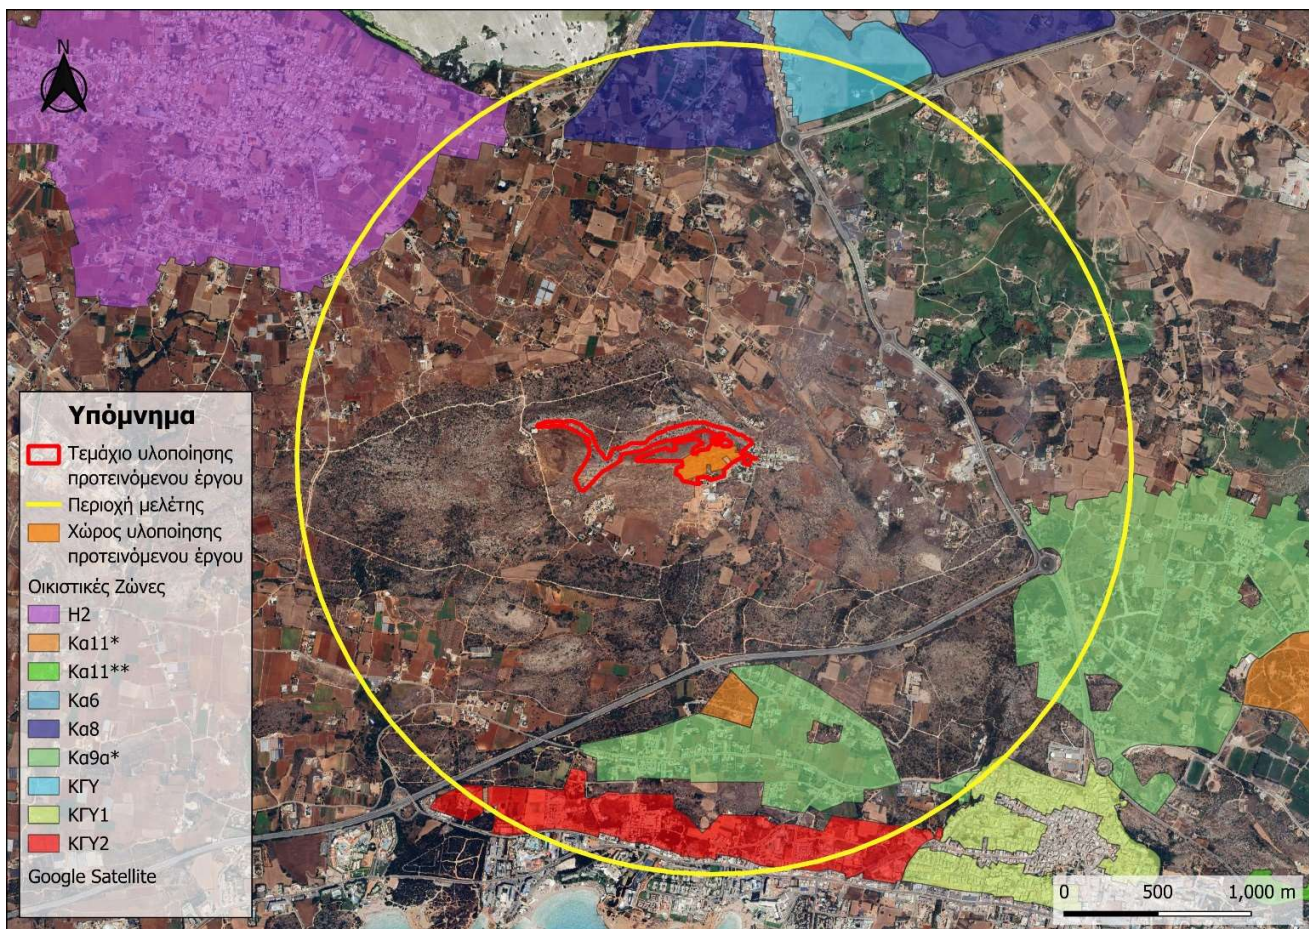 N
Υπόμνημα
Τεμάχιο υλοποίησης
προτεινόμενου έργου
Περιοχή μελέτης
Χώρος υλοποίησης
προτεινόμενου έργου
Οικιστικές Ζώνες
Η2
Κα11*
Κα11**
Κα6
Κα8
Κα9α*
ΚΓΥ
ΚΓΥ1
ΚΓΥ2
Google Satellite
0 500 1,000 m